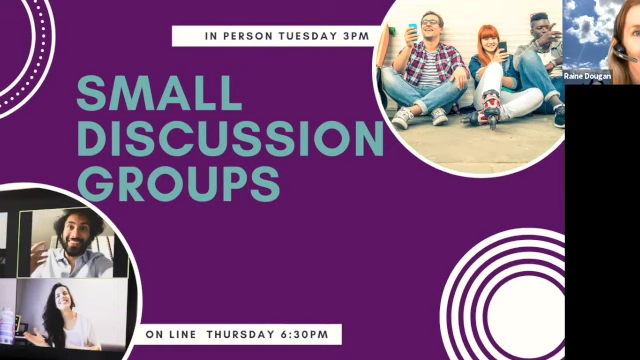 IN PERSON TUESDAY 3PM
SMALL
DISCUSSION
GROUPS
ON LINE THURSDAY 6:30PM
Raine Dougan